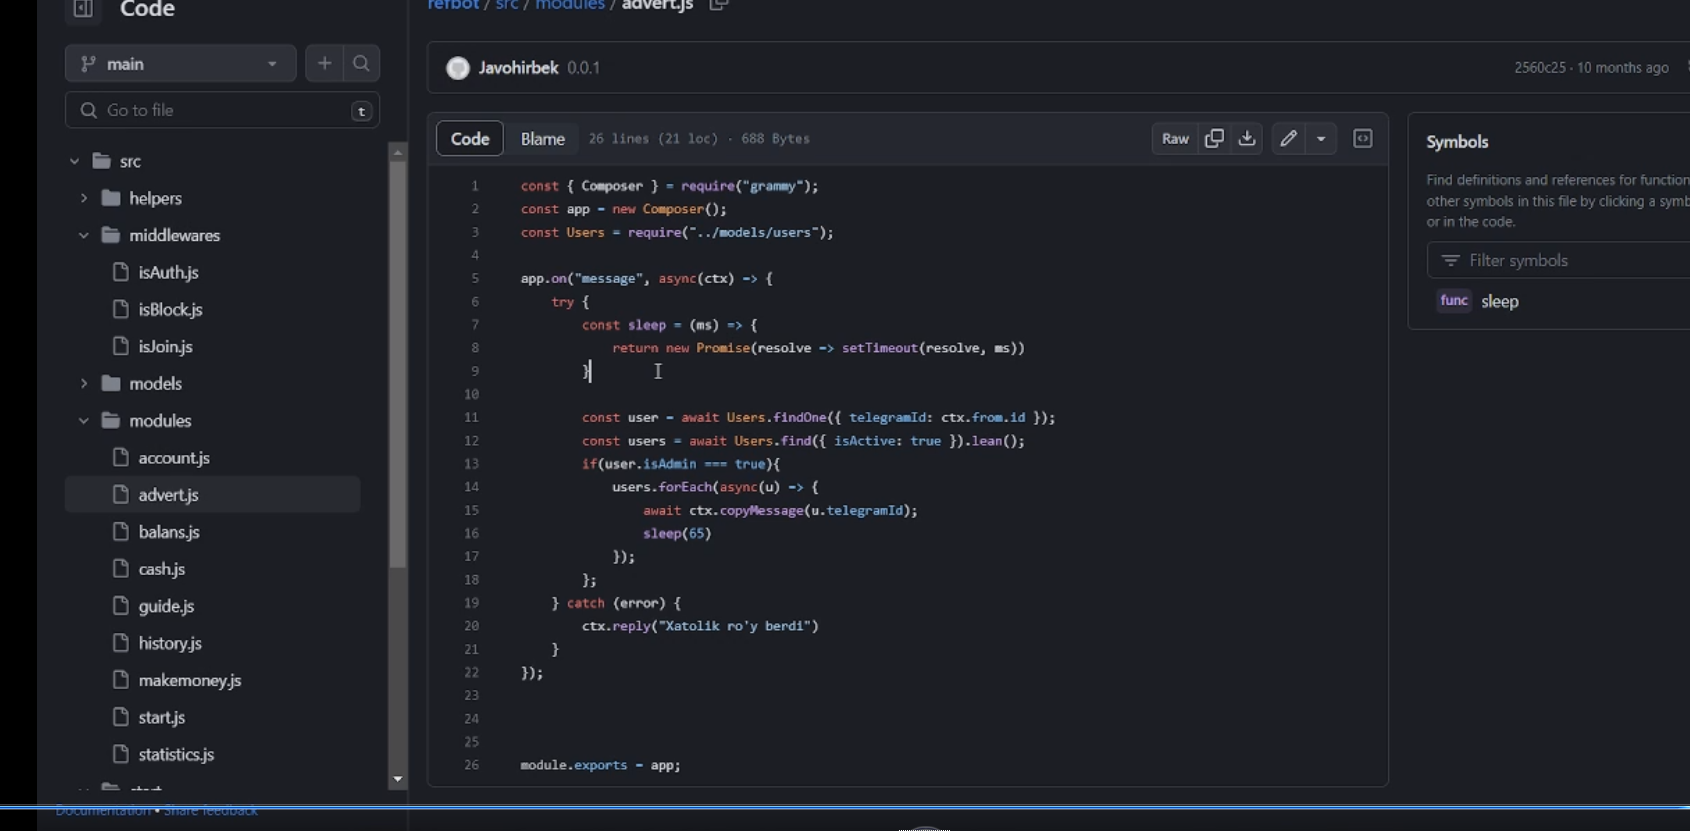 Code
refbot / src / modules / advert.js
main
Go to file
t
src
helpers
middlewares
isAuth.js
isBlock.js
isJoin.js
models
modules
account.js
advert.js
balans.js
cash.js
guide.js
history.js
makemoney.js
start.js
statistics.js
Documentation • Share feedback
Javohirbek 0.0.1
2560c25 · 10 months ago
Code Blame 26 lines (21 loc) · 688 Bytes
Raw
1 const { Composer } = require("grammy");
2 const app = new Composer();
3 const Users = require("../models/users");
4
5 app.on("message", async(ctx) => {
6 try {
7 const sleep = (ms) => {
8 return new Promise(resolve => setTimeout(resolve, ms))
9 }
10
11 const user = await Users.findOne({ telegramId: ctx.from.id });
12 const users = await Users.find({ isActive: true }).lean();
13 if(user.isAdmin === true){
14 users.forEach(async(u) => {
15 await ctx.copyMessage(u.telegramId);
16 sleep(65)
17 });
18 };
19 } catch (error) {
20 ctx.reply("Xatolik ro'y berdi")
21 }
22 });
23
24
25
26 module.exports = app;
Symbols
Find definitions and references for function
other symbols in this file by clicking a symb
or in the code.
Filter symbols
func sleep